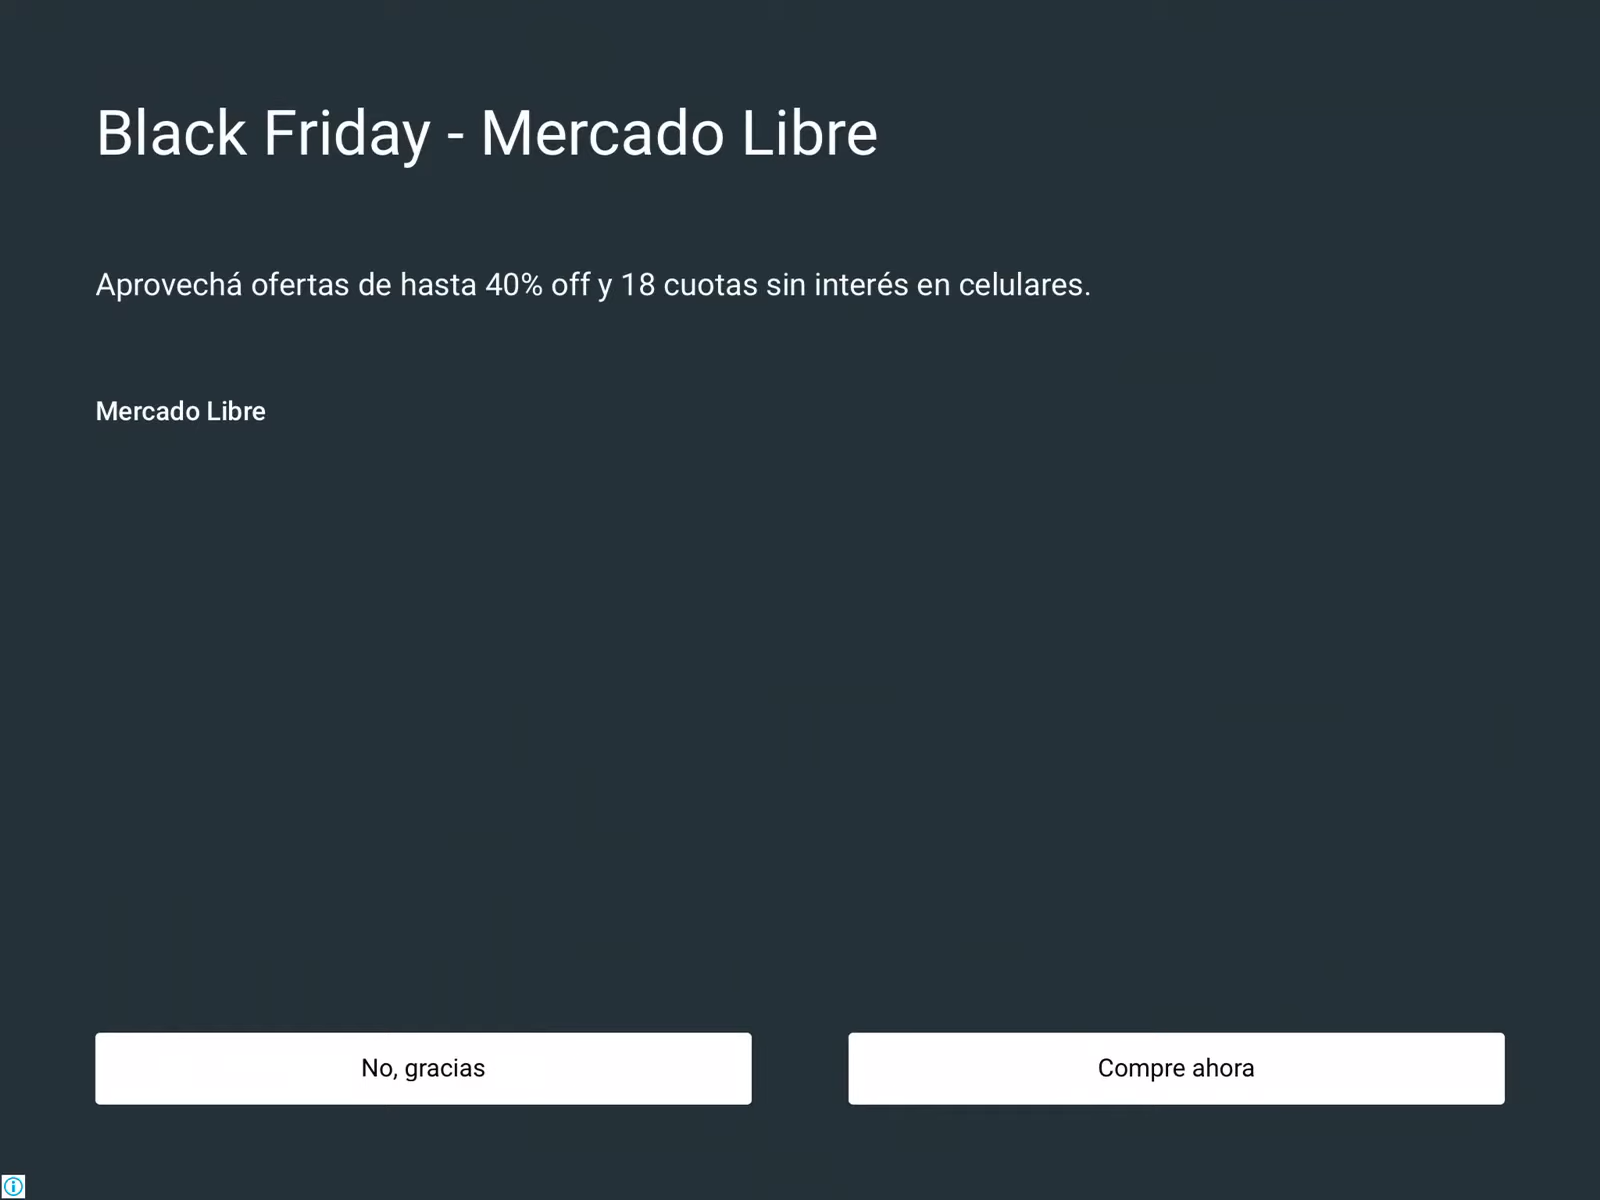 Black Friday - Mercado Libre
Aprovechá ofertas de hasta 40% off y 18 cuotas sin interés en celulares.
Mercado Libre
No, gracias
Compre ahora